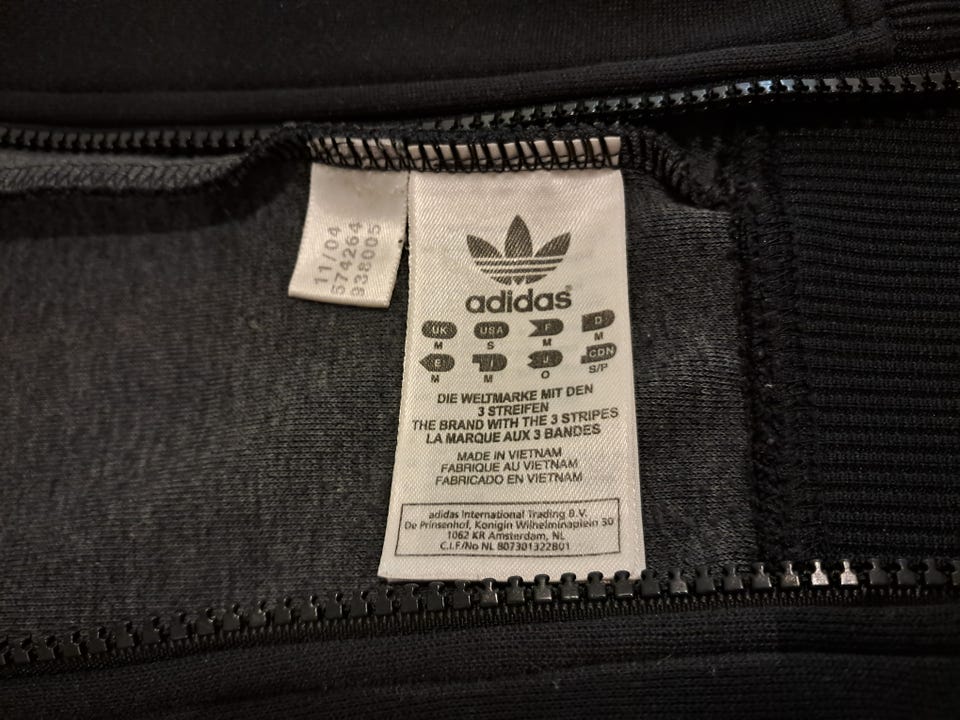 11/04
574264
938005
adidas®
UK USA F D
M S M M
E I J CDN
M M O S/P
DIE WELTMARKE MIT DEN
3 STREIFEN
THE BRAND WITH THE 3 STRIPES
LA MARQUE AUX 3 BANDES
MADE IN VIETNAM
FABRIQUE AU VIETNAM
FABRICADO EN VIETNAM
adidas International Trading B.V.
De Prinsenhof, Konigin Wilhelminaplein 30
1062 KR Amsterdam, NL
C.I.F/No NL 807301322B01